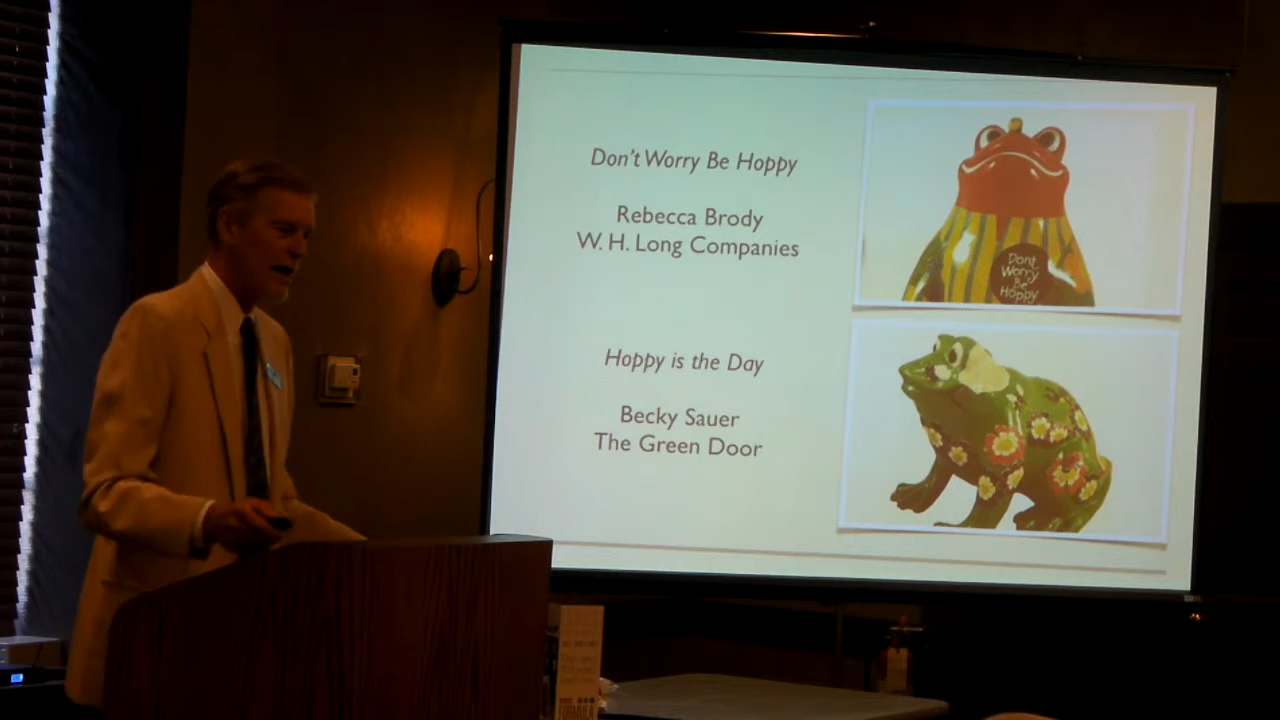 Don't Worry Be Hoppy
Rebecca Brody
W. H. Long Companies
Dont
Worry
Be
Hoppy
Hoppy is the Day
Becky Sauer
The Green Door